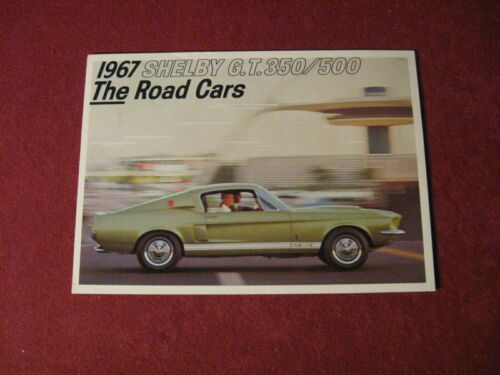 1967 SHELBY G.T. 350/500
The Road Cars